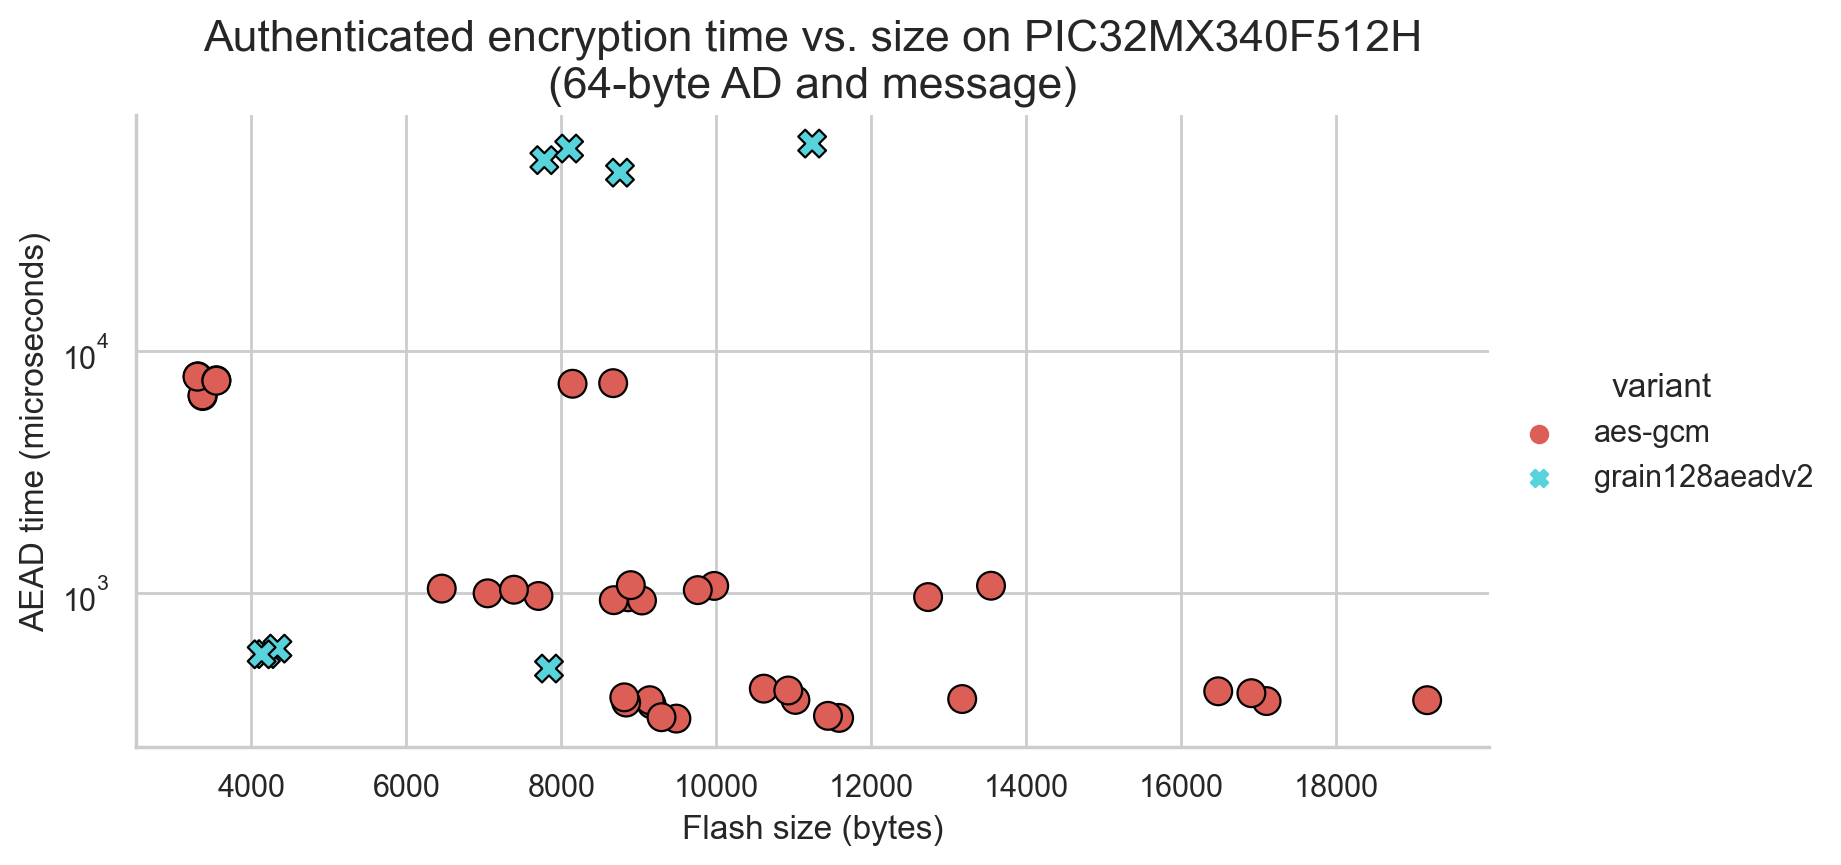 Authenticated encryption time vs. size on PIC32MX340F512H
(64-byte AD and message)
AEAD time (microseconds)
10^4
10^3
4000 6000 8000 10000 12000 14000 16000 18000
Flash size (bytes)
variant
aes-gcm
grain128aeadv2